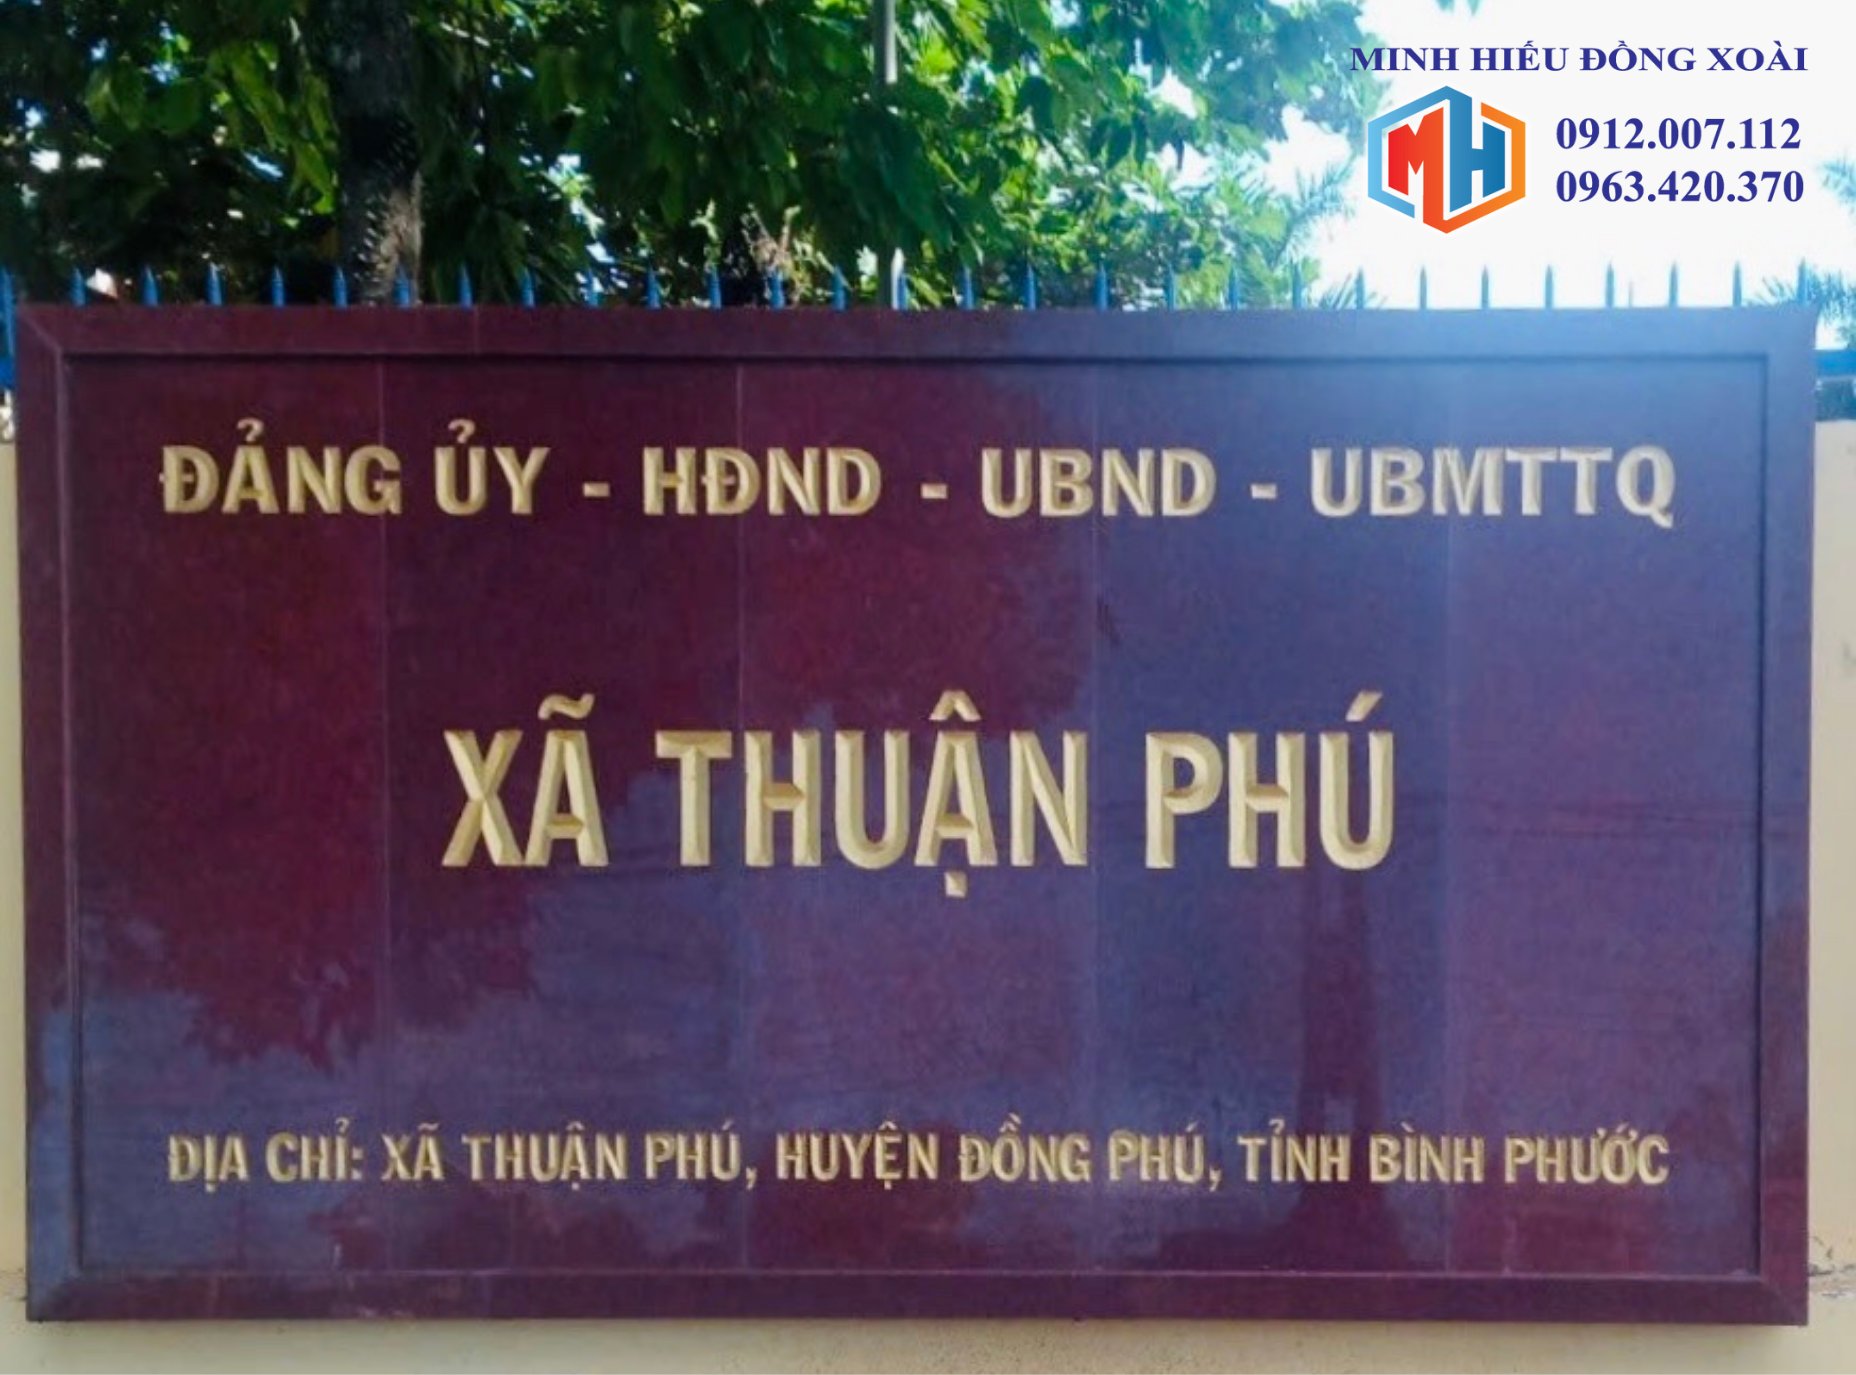 MINH HIẾU ĐỒNG XOÀI
MH
0912.007.112
0963.420.370
ĐẢNG ỦY - HĐND - UBND - UBMTTQ
XÃ THUẬN PHÚ
ĐỊA CHỈ: XÃ THUẬN PHÚ, HUYỆN ĐỒNG PHÚ, TỈNH BÌNH PHƯỚC